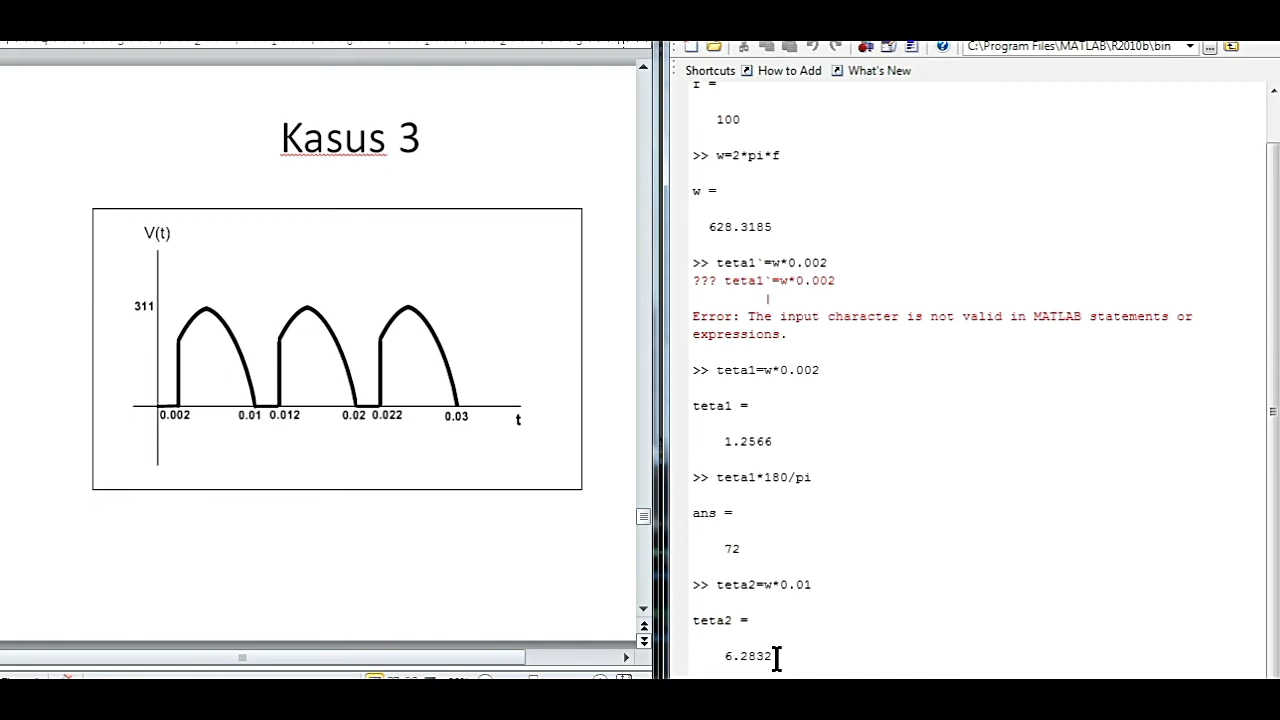 Kasus 3
V(t)
311
0.002 0.01 0.012 0.02 0.022 0.03
t
C:\Program Files\MATLAB\R2010b\bin
Shortcuts How to Add What's New
r =
100
>> w=2*pi*f
w =
628.3185
>> teta1`=w*0.002
??? teta1`=w*0.002
|
Error: The input character is not valid in MATLAB statements or
expressions.
>> teta1=w*0.002
teta1 =
1.2566
>> teta1*180/pi
ans =
72
>> teta2=w*0.01
teta2 =
6.2832